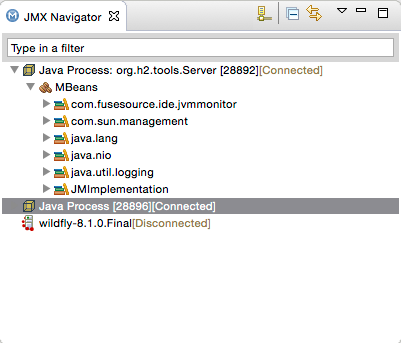 JMX Navigator
Type in a filter
Java Process: org.h2.tools.Server [28892][Connected]
MBeans
com.fusesource.ide.jvmmonitor
com.sun.management
java.lang
java.nio
java.util.logging
JMImplementation
Java Process [28896][Connected]
wildfly-8.1.0.Final[Disconnected]